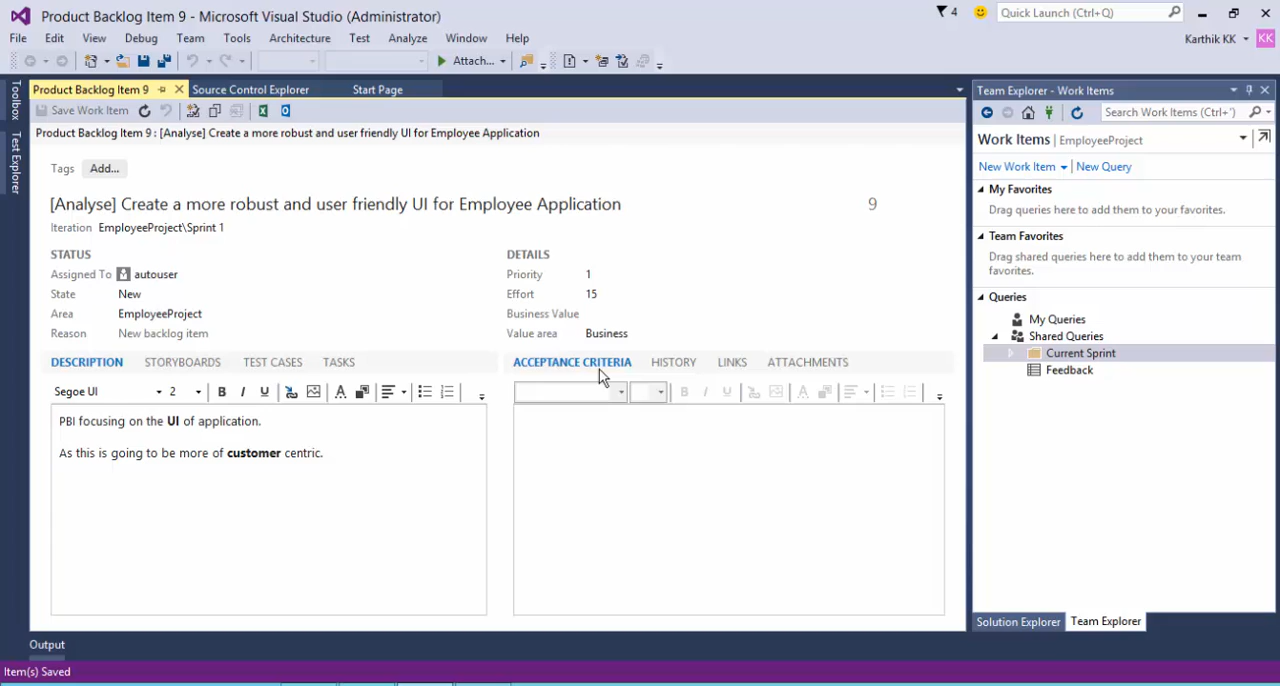 Product Backlog Item 9 - Microsoft Visual Studio (Administrator)
4
Quick Launch (Ctrl+Q)
File Edit View Debug Team Tools Architecture Test Analyze Window Help
Karthik KK
KK
Attach...
Toolbox
Test Explorer
Product Backlog Item 9
Source Control Explorer
Start Page
Save Work Item
Product Backlog Item 9 : [Analyse] Create a more robust and user friendly UI for Employee Application
Tags Add...
[Analyse] Create a more robust and user friendly UI for Employee Application 9
Iteration EmployeeProject\Sprint 1
STATUS
Assigned To autouser
State New
Area EmployeeProject
Reason New backlog item
DETAILS
Priority 1
Effort 15
Business Value
Value area Business
DESCRIPTION STORYBOARDS TEST CASES TASKS
Segoe UI 2 B I U A
PBI focusing on the UI of application.
As this is going to be more of customer centric.
ACCEPTANCE CRITERIA HISTORY LINKS ATTACHMENTS
B I U A
Team Explorer - Work Items
Search Work Items (Ctrl+')
Work Items EmployeeProject
New Work Item New Query
My Favorites
Drag queries here to add them to your favorites.
Team Favorites
Drag shared queries here to add them to your team
favorites.
Queries
My Queries
Shared Queries
Current Sprint
Feedback
Solution Explorer Team Explorer
Output
Item(s) Saved